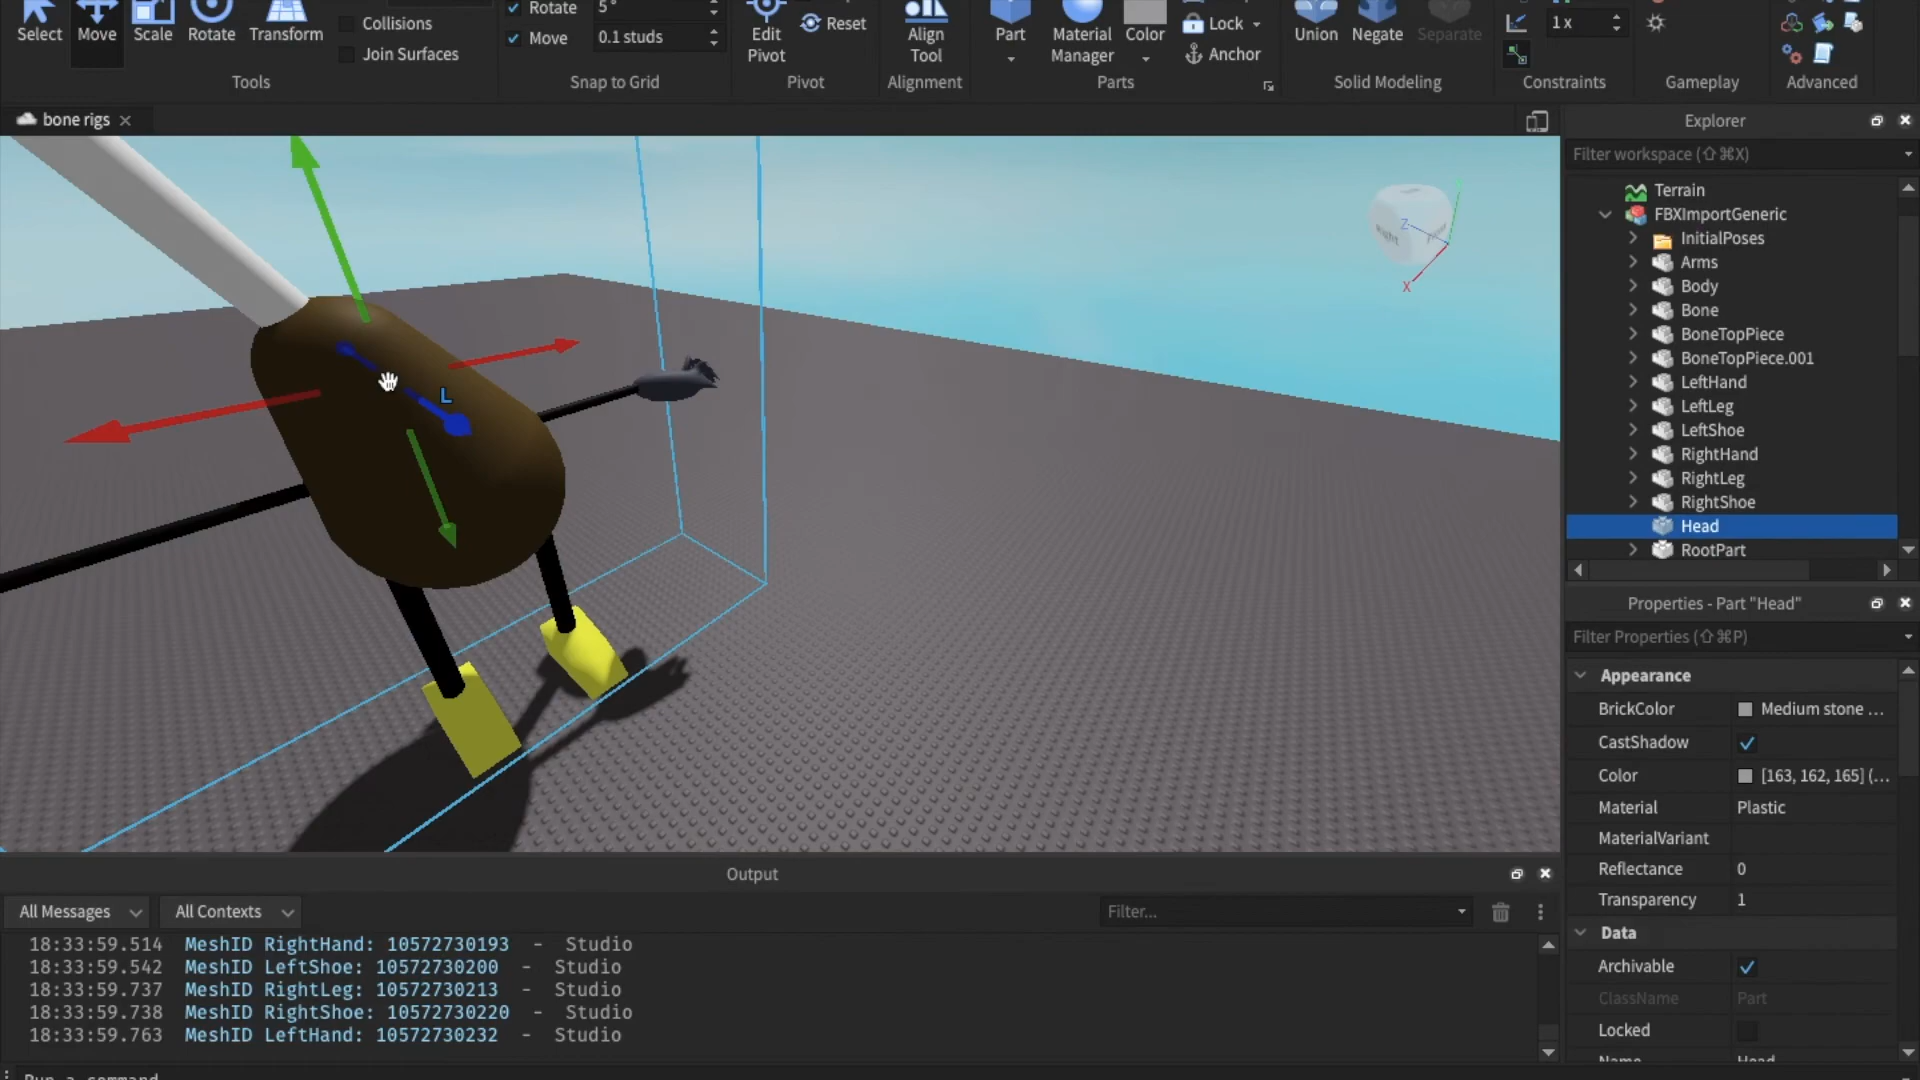 Select Move Scale Rotate Transform
Collisions
Join Surfaces
Tools
Rotate 5°
Move 0.1 studs
Snap to Grid
Edit Pivot
Reset
Pivot
Align Tool
Alignment
Part
Material Manager
Color
Lock
Anchor
Parts
Union Negate Separate
Solid Modeling
1 x
Constraints
Gameplay
Advanced
bone rigs
Explorer
Filter workspace (⇧⌘X)
Terrain
FBXImportGeneric
InitialPoses
Arms
Body
Bone
BoneTopPiece
BoneTopPiece.001
LeftHand
LeftLeg
LeftShoe
RightHand
RightLeg
RightShoe
Head
RootPart
Z
Right
X
L
Properties - Part "Head"
Filter Properties (⇧⌘P)
Appearance
BrickColor Medium stone ...
CastShadow
Color [163, 162, 165] (...
Material Plastic
MaterialVariant
Reflectance 0
Transparency 1
Data
Archivable
ClassName Part
Locked
Name Head
Output
All Messages All Contexts Filter...
18:33:59.514 MeshID RightHand: 10572730193 - Studio
18:33:59.542 MeshID LeftShoe: 10572730200 - Studio
18:33:59.737 MeshID RightLeg: 10572730213 - Studio
18:33:59.738 MeshID RightShoe: 10572730220 - Studio
18:33:59.763 MeshID LeftHand: 10572730232 - Studio
Run a command